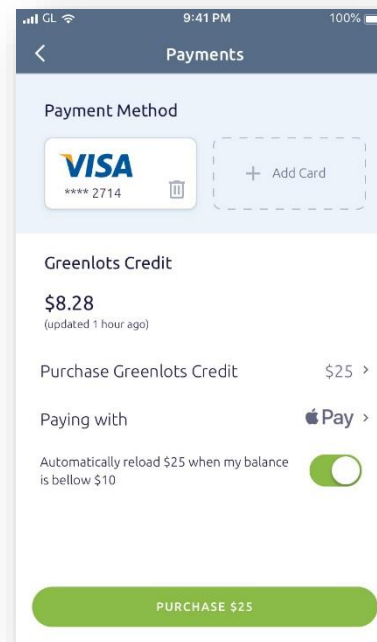 GL 9:41 PM 100%
Payments
Payment Method
VISA
**** 2714
+ Add Card
Greenlots Credit
$8.28
(updated 1 hour ago)
Purchase Greenlots Credit $25 >
Paying with Pay >
Automatically reload $25 when my balance
is bellow $10
PURCHASE $25